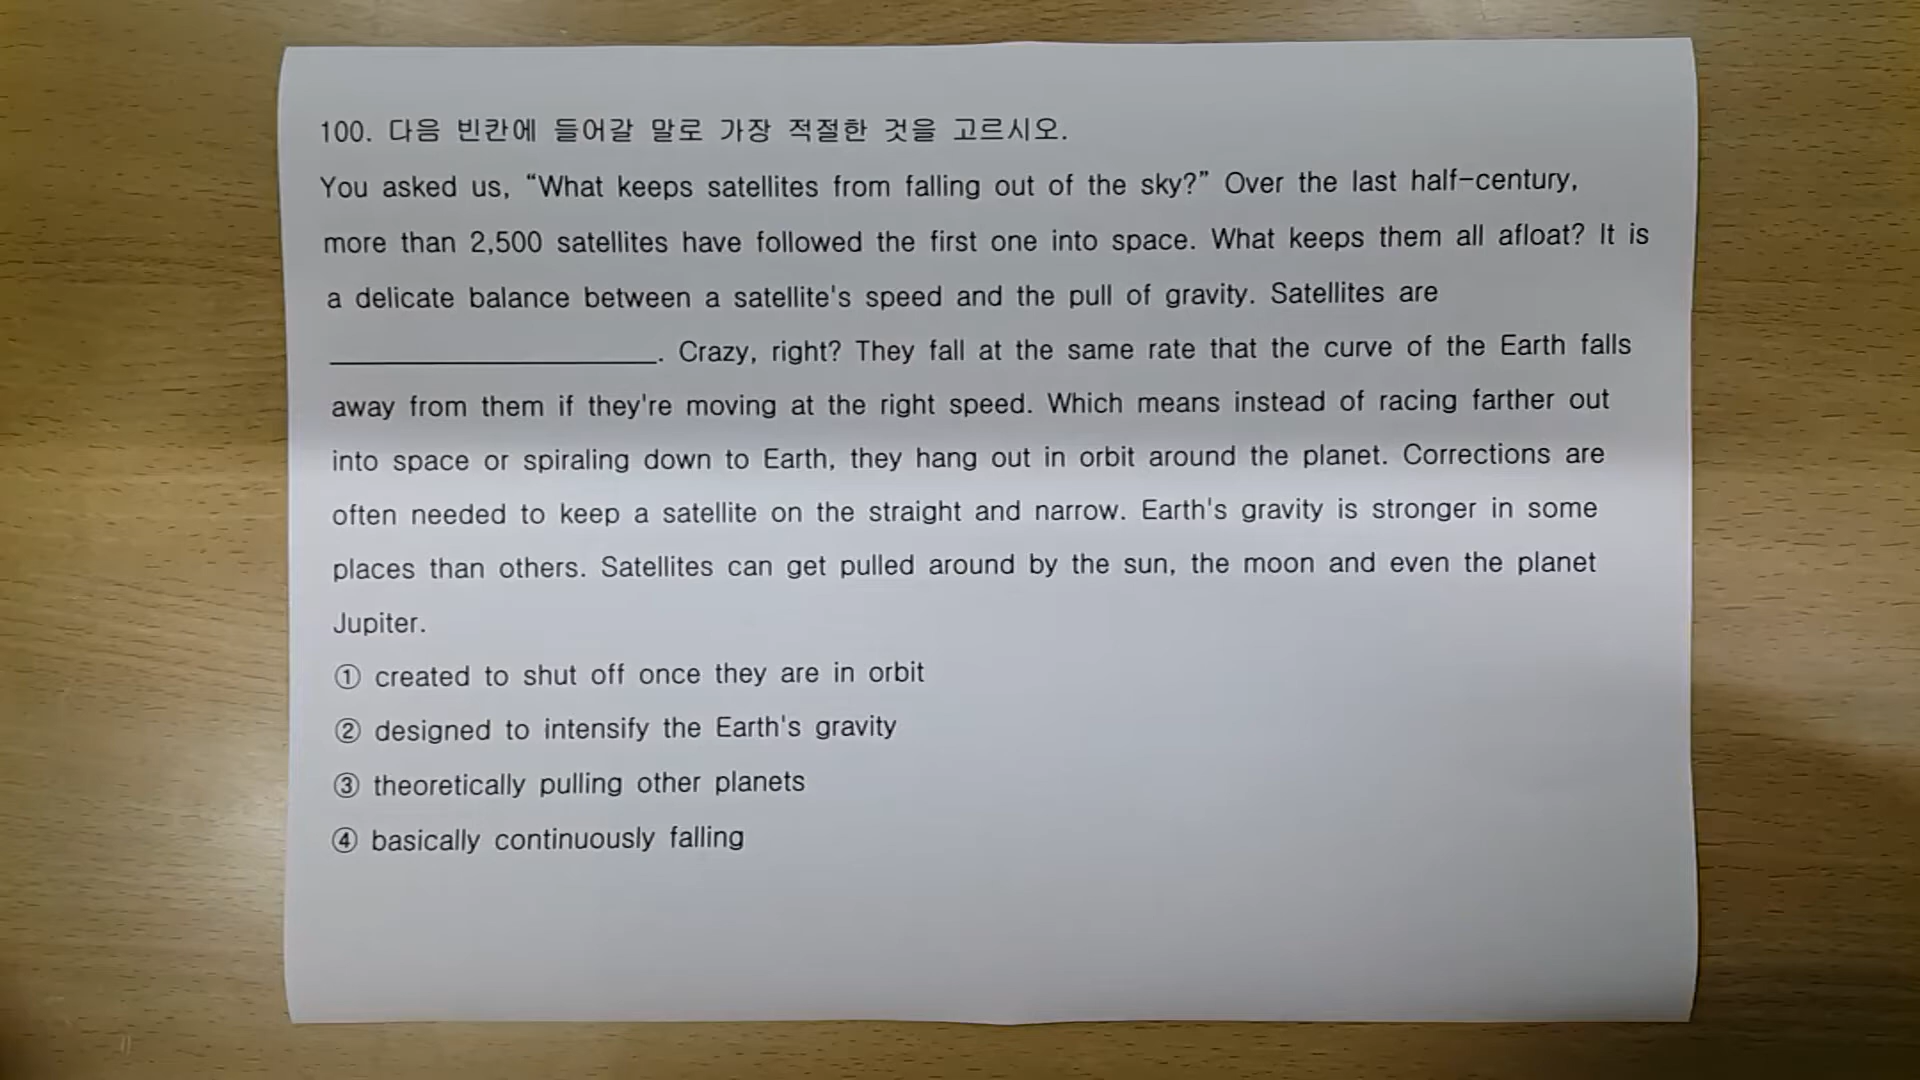 100. 다음 빈칸에 들어갈 말로 가장 적절한 것을 고르시오.
You asked us, “What keeps satellites from falling out of the sky?” Over the last half-century,
more than 2,500 satellites have followed the first one into space. What keeps them all afloat? It is
a delicate balance between a satellite's speed and the pull of gravity. Satellites are
____________________. Crazy, right? They fall at the same rate that the curve of the Earth falls
away from them if they're moving at the right speed. Which means instead of racing farther out
into space or spiraling down to Earth, they hang out in orbit around the planet. Corrections are
often needed to keep a satellite on the straight and narrow. Earth's gravity is stronger in some
places than others. Satellites can get pulled around by the sun, the moon and even the planet
Jupiter.
① created to shut off once they are in orbit
② designed to intensify the Earth's gravity
③ theoretically pulling other planets
④ basically continuously falling